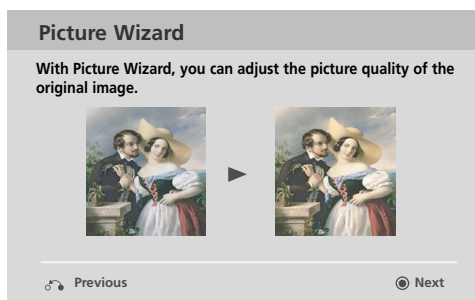 Picture Wizard
With Picture Wizard, you can adjust the picture quality of the
original image.
Previous
Next